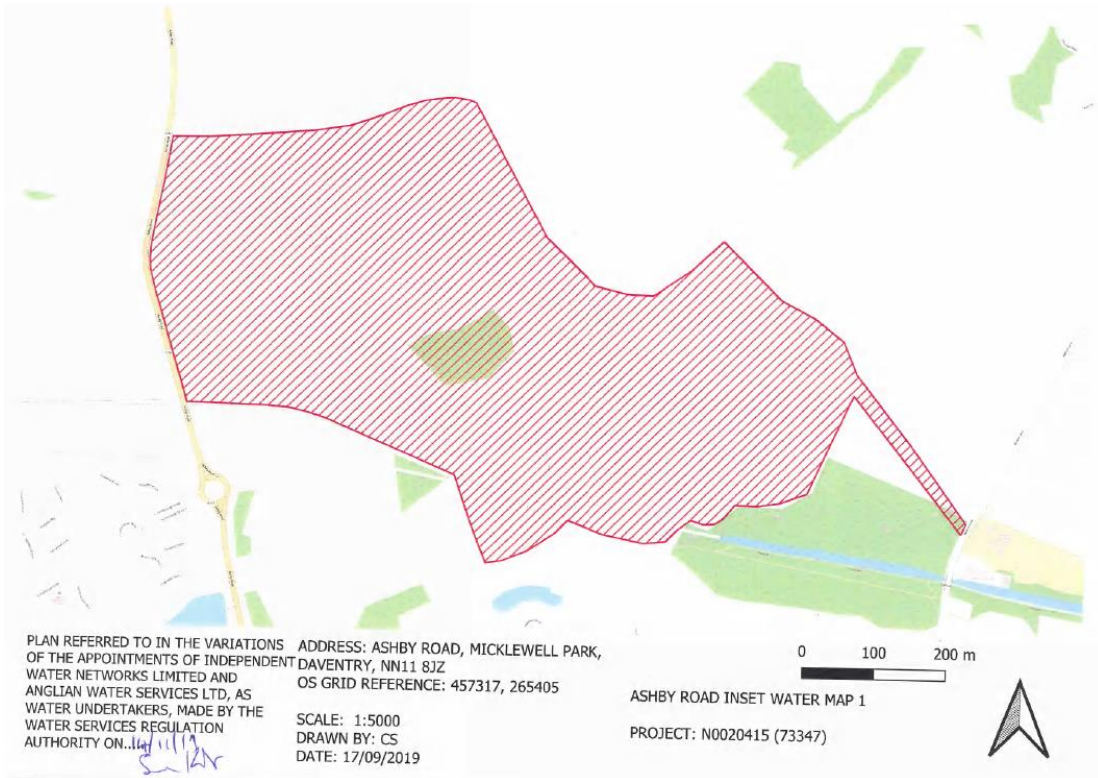 PLAN REFERRED TO IN THE VARIATIONS
OF THE APPOINTMENTS OF INDEPENDENT
WATER NETWORKS LIMITED AND
ANGLIAN WATER SERVICES LTD, AS
WATER UNDERTAKERS, MADE BY THE
WATER SERVICES REGULATION
AUTHORITY ON..
ADDRESS: ASHBY ROAD, MICKLEWELL PARK,
DAVENTRY, NN11 8JZ
OS GRID REFERENCE: 457317, 265405
SCALE: 1:5000
DRAWN BY: CS
DATE: 17/09/2019
0 100 200 m
ASHBY ROAD INSET WATER MAP 1
PROJECT: N0020415 (73347)